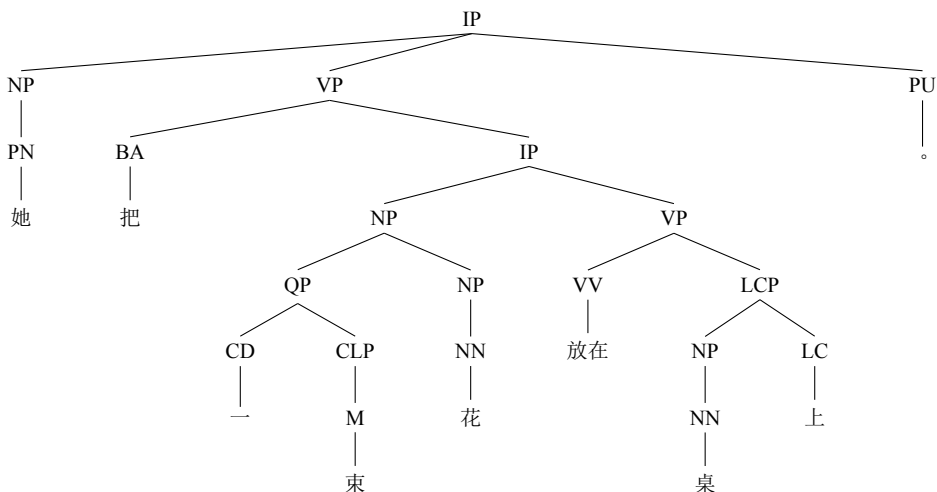 IP
NP VP PU
PN BA IP 。
她 把 NP VP
QP NP VV LCP
CD CLP NN 放在 NP LC
一 M 花 NN 上
束 桌